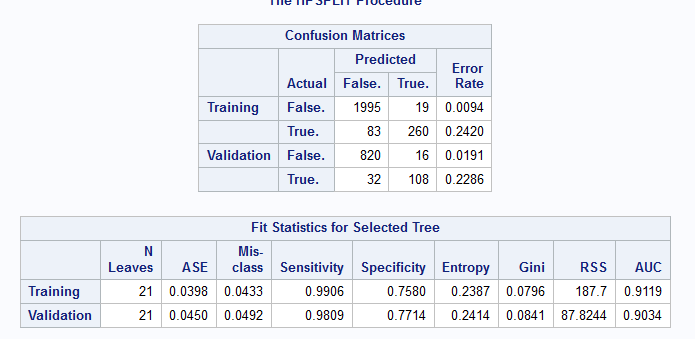 The HPSPLIT Procedure
Confusion Matrices
Predicted
Error
Actual False. True. Rate
Training False. 1995 19 0.0094
True. 83 260 0.2420
Validation False. 820 16 0.0191
True. 32 108 0.2286
Fit Statistics for Selected Tree
N Mis-
Leaves ASE class Sensitivity Specificity Entropy Gini RSS AUC
Training 21 0.0398 0.0433 0.9906 0.7580 0.2387 0.0796 187.7 0.9119
Validation 21 0.0450 0.0492 0.9809 0.7714 0.2414 0.0841 87.8244 0.9034